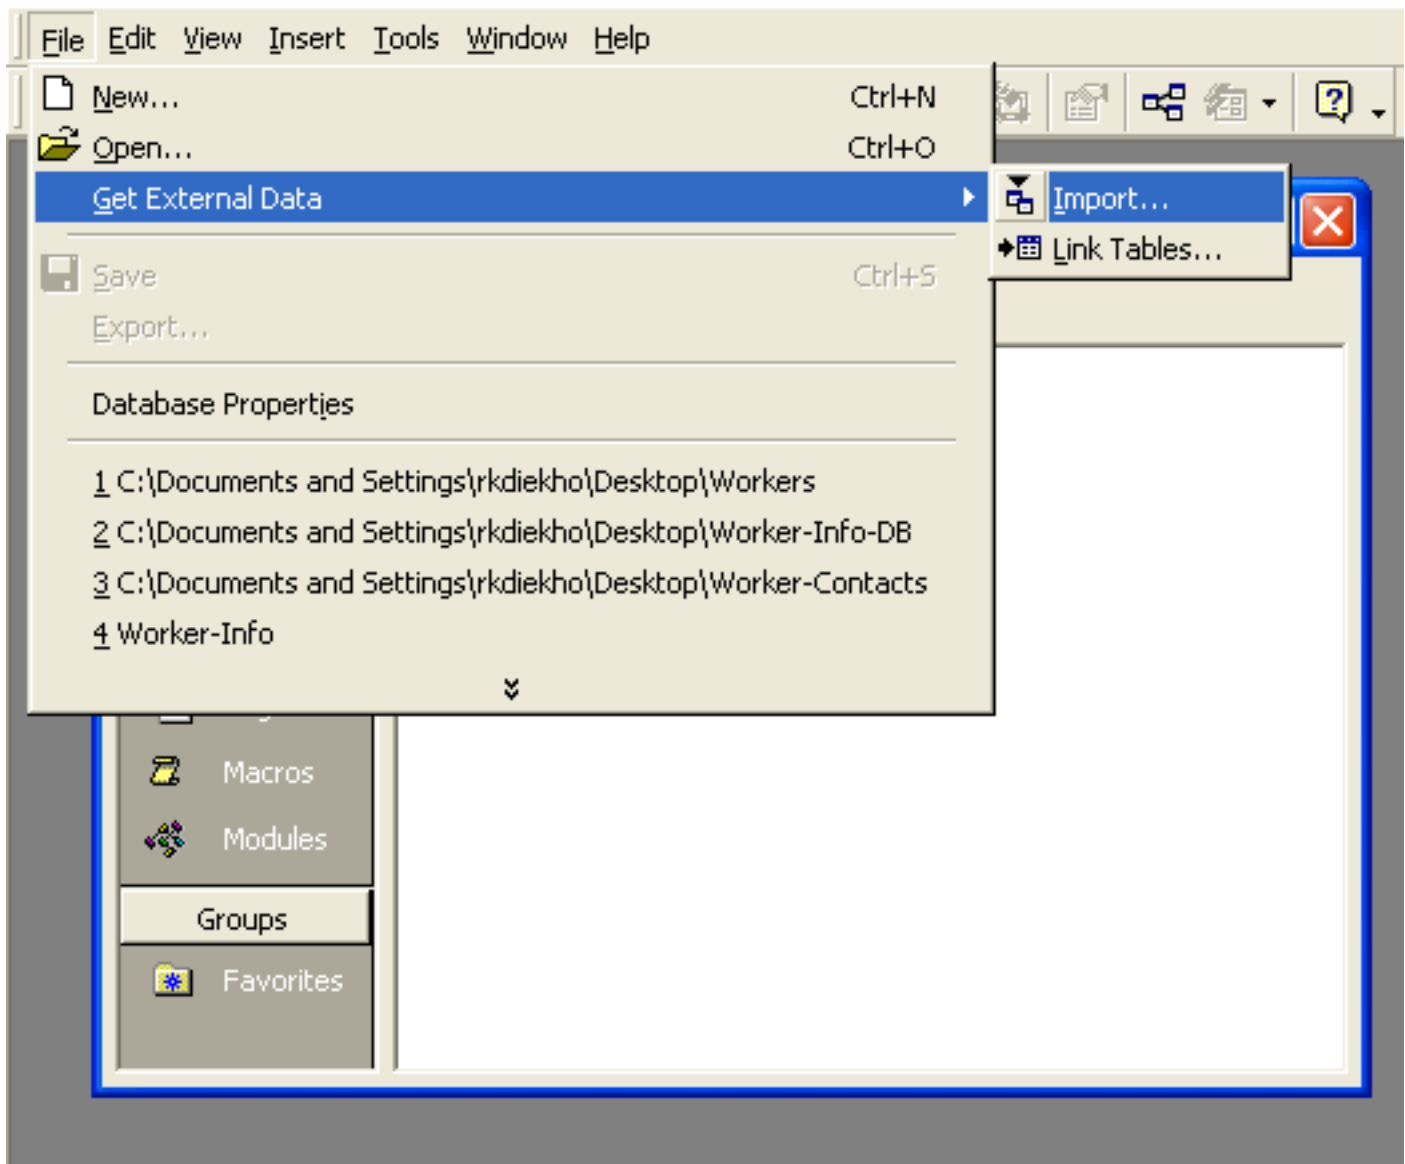 File Edit View Insert Tools Window Help
New... Ctrl+N
Open... Ctrl+O
Get External Data
Import...
Link Tables...
Save Ctrl+S
Export...
Database Properties
1 C:\Documents and Settings\rkdiekho\Desktop\Workers
2 C:\Documents and Settings\rkdiekho\Desktop\Worker-Info-DB
3 C:\Documents and Settings\rkdiekho\Desktop\Worker-Contacts
4 Worker-Info
Macros
Modules
Groups
Favorites